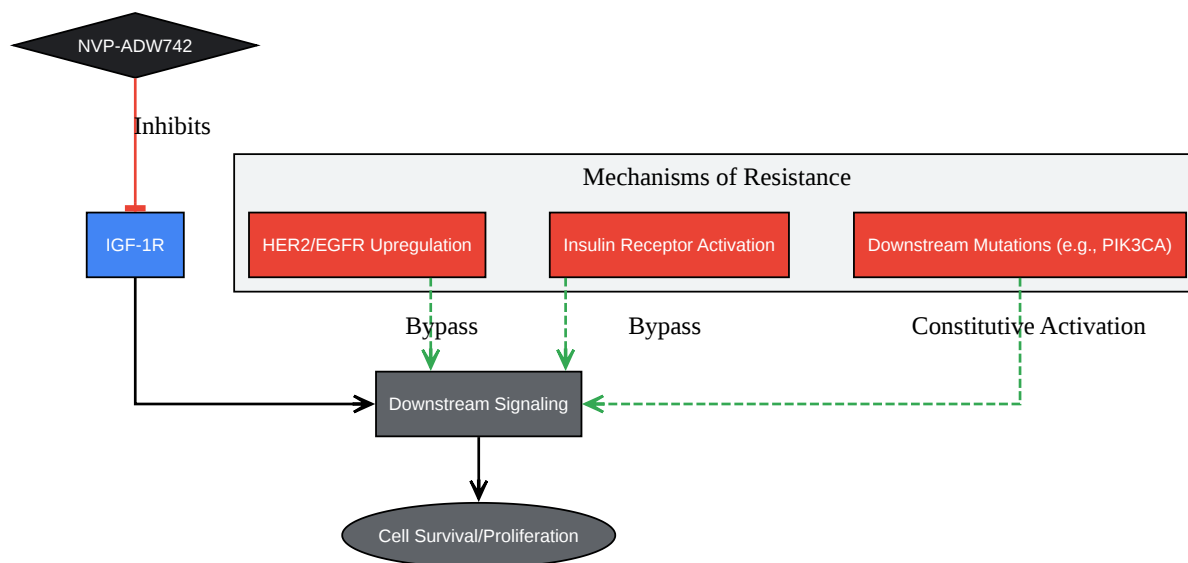 NVP-ADW742
Inhibits
Mechanisms of Resistance
IGF-1R
HER2/EGFR Upregulation
Insulin Receptor Activation
Downstream Mutations (e.g., PIK3CA)
Bypass
Bypass
Constitutive Activation
Downstream Signaling
Cell Survival/Proliferation